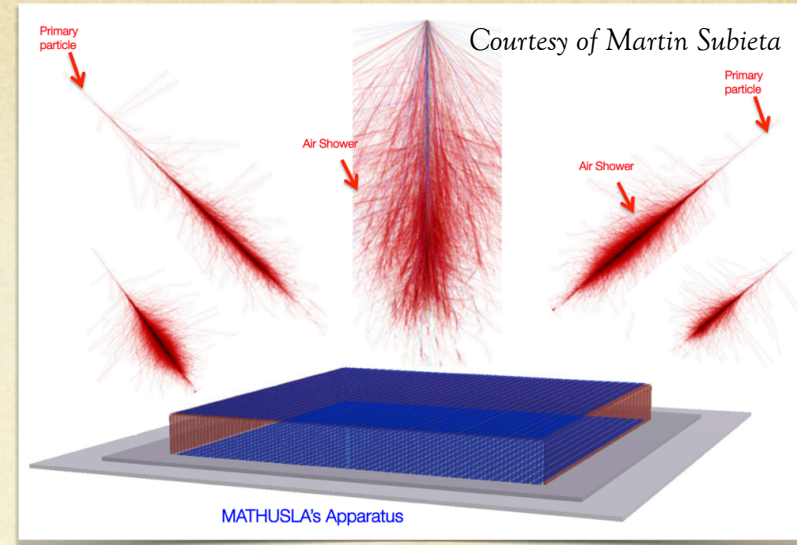 Courtesy of Martin Subieta
Primary
particle
Air Shower
Primary
particle
Air Shower
MATHUSLA's Apparatus